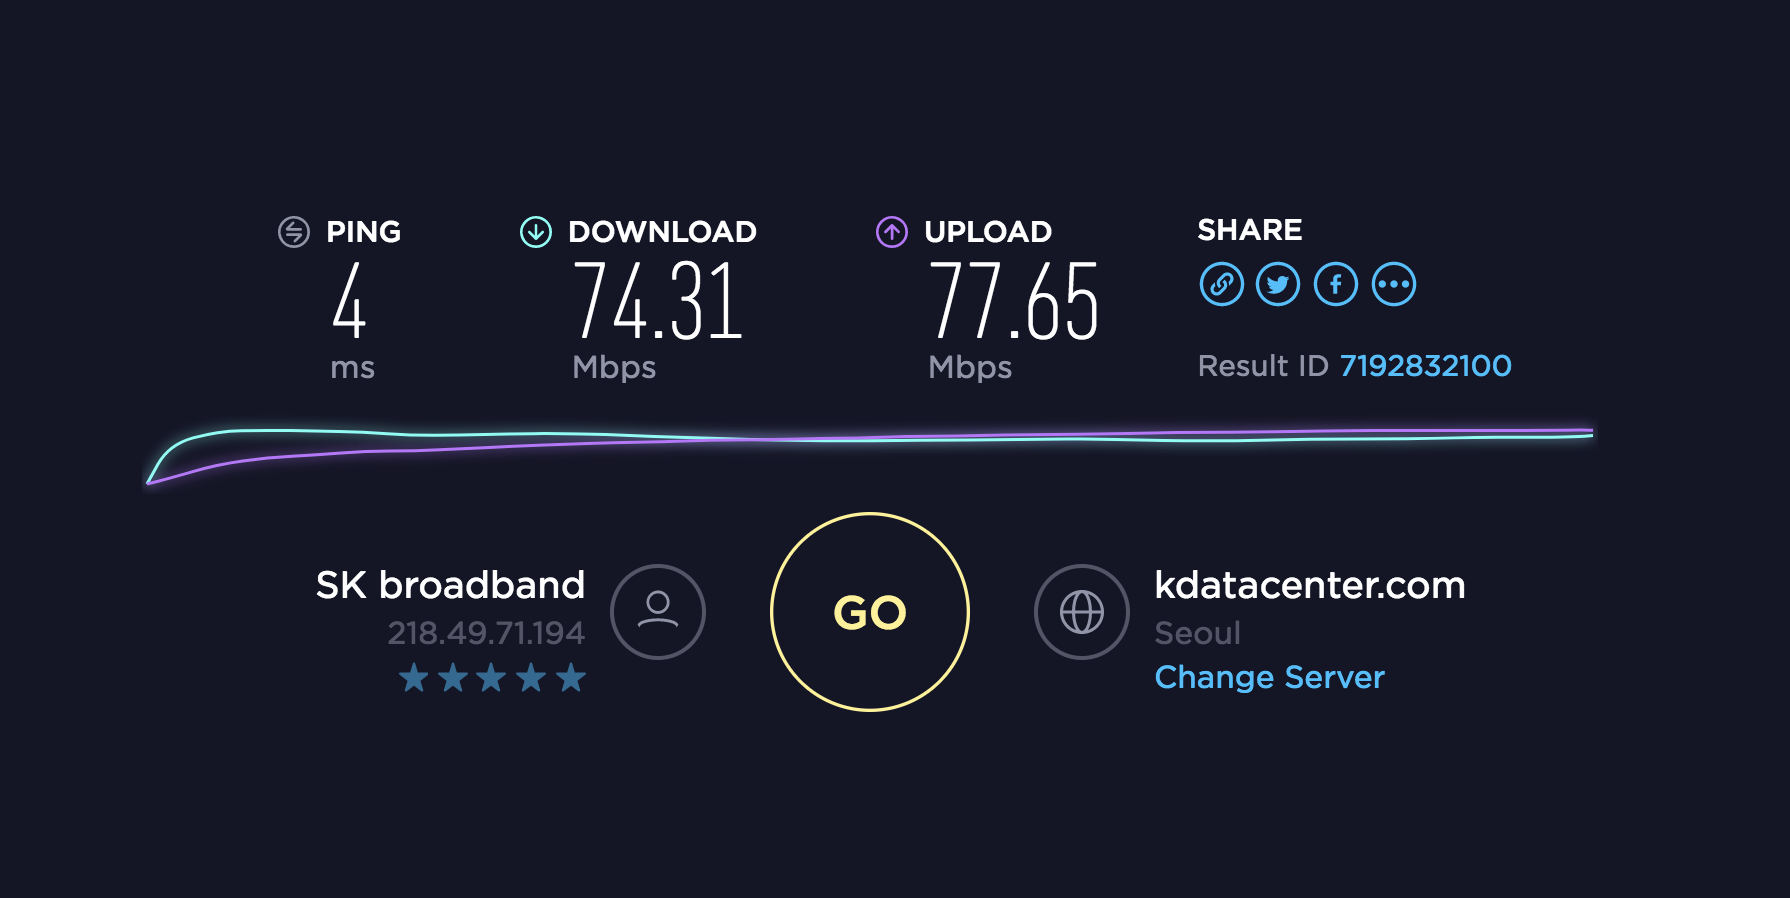 PING
4
ms
DOWNLOAD
74.31
Mbps
UPLOAD
77.65
Mbps
SHARE
Result ID 7192832100
SK broadband
218.49.71.194
GO
kdatacenter.com
Seoul
Change Server